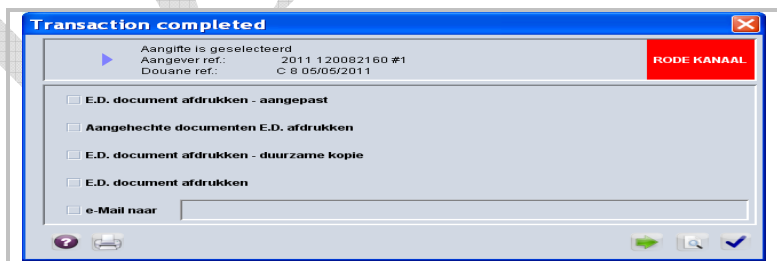 Transaction completed
Aangifte is geselecteerd
Aangever ref.: 2011 120082160 #1
Douane ref.: C 8 05/05/2011
RODE KANAAL
E.D. document afdrukken - aangepast
Aangehechte documenten E.D. afdrukken
E.D. document afdrukken - duurzame kopie
E.D. document afdrukken
e-Mail naar